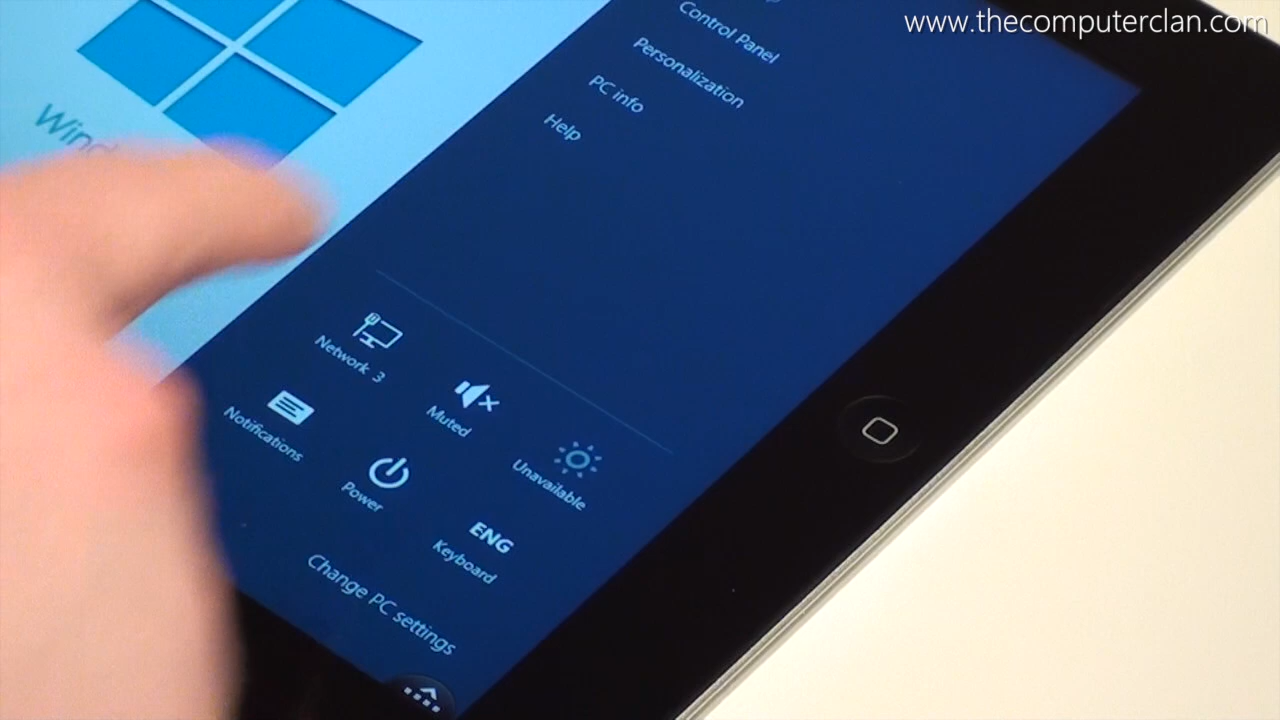 www.thecomputerclan.com
Control Panel
Personalization
PC info
Help
Network 3
Muted
Unavailable
Notifications
Power
ENG
Keyboard
Change PC settings